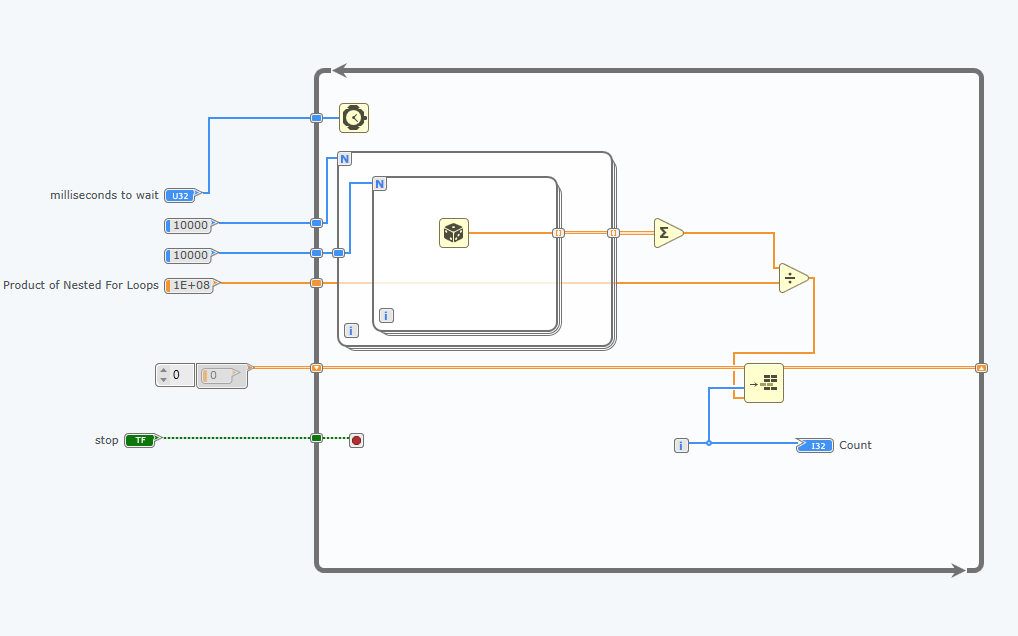 N
N
milliseconds to wait U32
10000
Σ
10000
÷
Product of Nested For Loops 1E+08
i
i
0 0
stop TF
i I32 Count